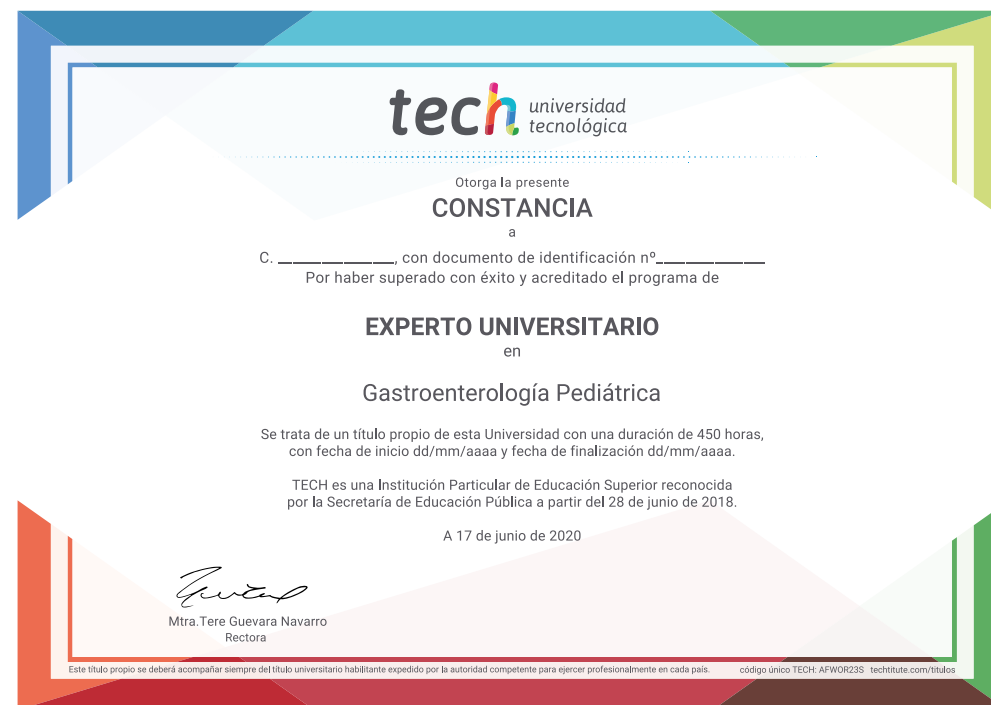 tech universidad
tecnológica
Otorga la presente
CONSTANCIA
a
C. ________________, con documento de identificación nº_______________
Por haber superado con éxito y acreditado el programa de
EXPERTO UNIVERSITARIO
en
Gastroenterología Pediátrica
Se trata de un título propio de esta Universidad con una duración de 450 horas,
con fecha de inicio dd/mm/aaaa y fecha de finalización dd/mm/aaaa.
TECH es una Institución Particular de Educación Superior reconocida
por la Secretaría de Educación Pública a partir del 28 de junio de 2018.
A 17 de junio de 2020
Mtra.Tere Guevara Navarro
Rectora
Este título propio se deberá acompañar siempre del título universitario habilitante expedido por la autoridad competente para ejercer profesionalmente en cada país. código único TECH: AFWOR23S techtitute.com/titulos